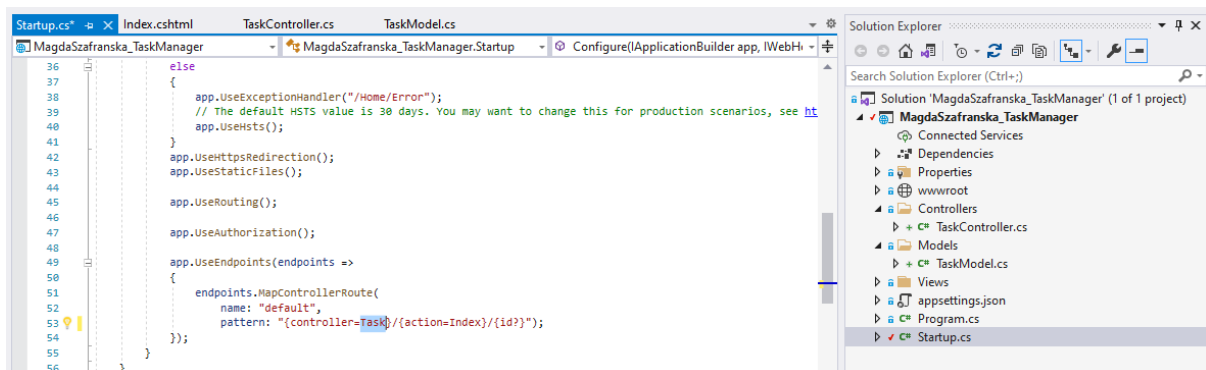 Startup.cs*
Index.cshtml
TaskController.cs
TaskModel.cs
MagdaSzafranska_TaskManager
MagdaSzafranska_TaskManager.Startup
Configure(IApplicationBuilder app, IWebH
36 else
37 {
38 app.UseExceptionHandler("/Home/Error");
39 // The default HSTS value is 30 days. You may want to change this for production scenarios, see ht
40 app.UseHsts();
41 }
42 app.UseHttpsRedirection();
43 app.UseStaticFiles();
44
45 app.UseRouting();
46
47 app.UseAuthorization();
48
49 app.UseEndpoints(endpoints =>
50 {
51 endpoints.MapControllerRoute(
52 name: "default",
53 pattern: "{controller=Task}/{action=Index}/{id?}");
54 });
55 }
56 }
Solution Explorer
Search Solution Explorer (Ctrl+;)
Solution 'MagdaSzafranska_TaskManager' (1 of 1 project)
MagdaSzafranska_TaskManager
Connected Services
Dependencies
Properties
wwwroot
Controllers
C# TaskController.cs
Models
C# TaskModel.cs
Views
appsettings.json
C# Program.cs
C# Startup.cs